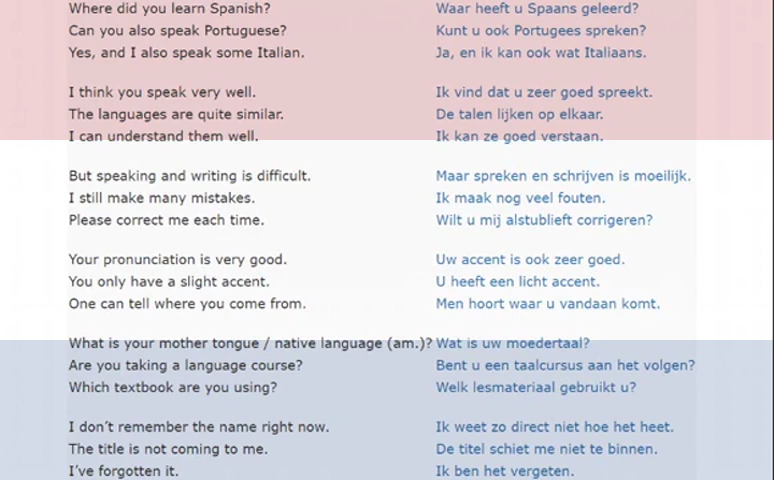 Where did you learn Spanish? Waar heeft u Spaans geleerd?
Can you also speak Portuguese? Kunt u ook Portugees spreken?
Yes, and I also speak some Italian. Ja, en ik kan ook wat Italiaans.
I think you speak very well. Ik vind dat u zeer goed spreekt.
The languages are quite similar. De talen lijken op elkaar.
I can understand them well. Ik kan ze goed verstaan.
But speaking and writing is difficult. Maar spreken en schrijven is moeilijk.
I still make many mistakes. Ik maak nog veel fouten.
Please correct me each time. Wilt u mij alstublieft corrigeren?
Your pronunciation is very good. Uw accent is ook zeer goed.
You only have a slight accent. U heeft een licht accent.
One can tell where you come from. Men hoort waar u vandaan komt.
What is your mother tongue / native language (am.)? Wat is uw moedertaal?
Are you taking a language course? Bent u een taalcursus aan het volgen?
Which textbook are you using? Welk lesmateriaal gebruikt u?
I don’t remember the name right now. Ik weet zo direct niet hoe het heet.
The title is not coming to me. De titel schiet me niet te binnen.
I’ve forgotten it. Ik ben het vergeten.